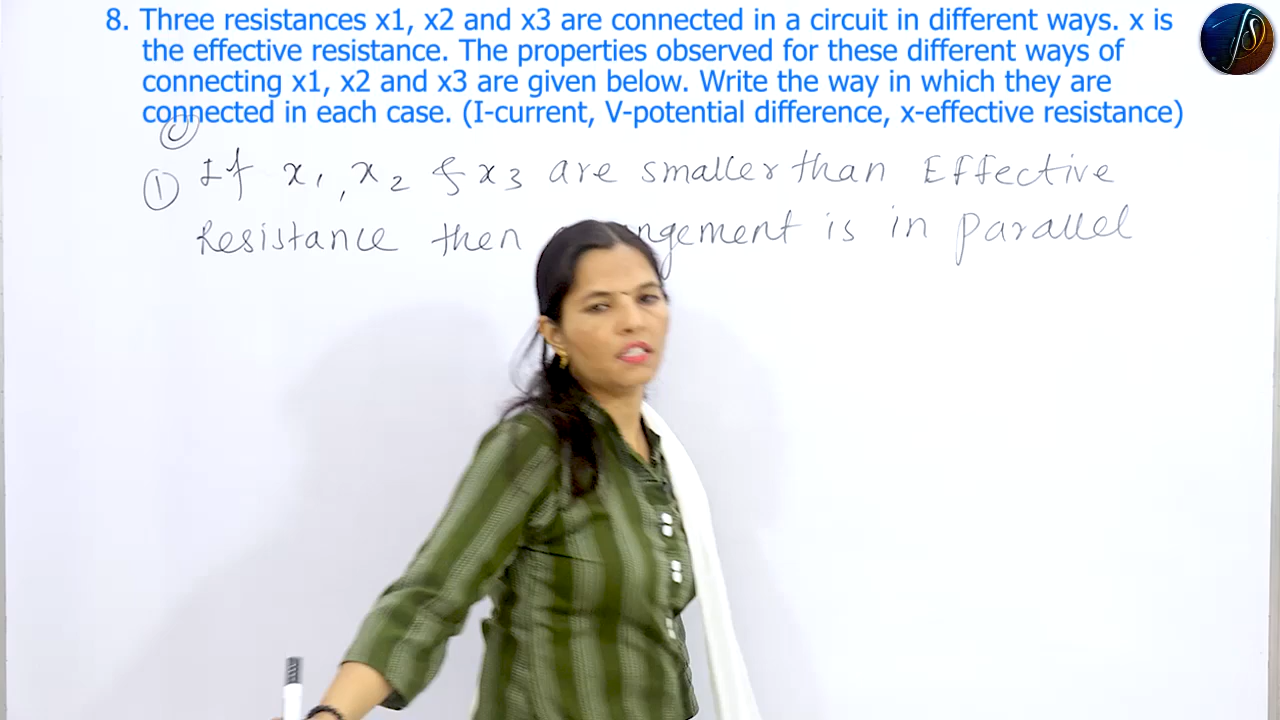 8. Three resistances x1, x2 and x3 are connected in a circuit in different ways. x is
the effective resistance. The properties observed for these different ways of
connecting x1, x2 and x3 are given below. Write the way in which they are
connected in each case. (I-current, V-potential difference, x-effective resistance)
① If x1, x2 & x3 are smaller than Effective
Resistance then is in parallel